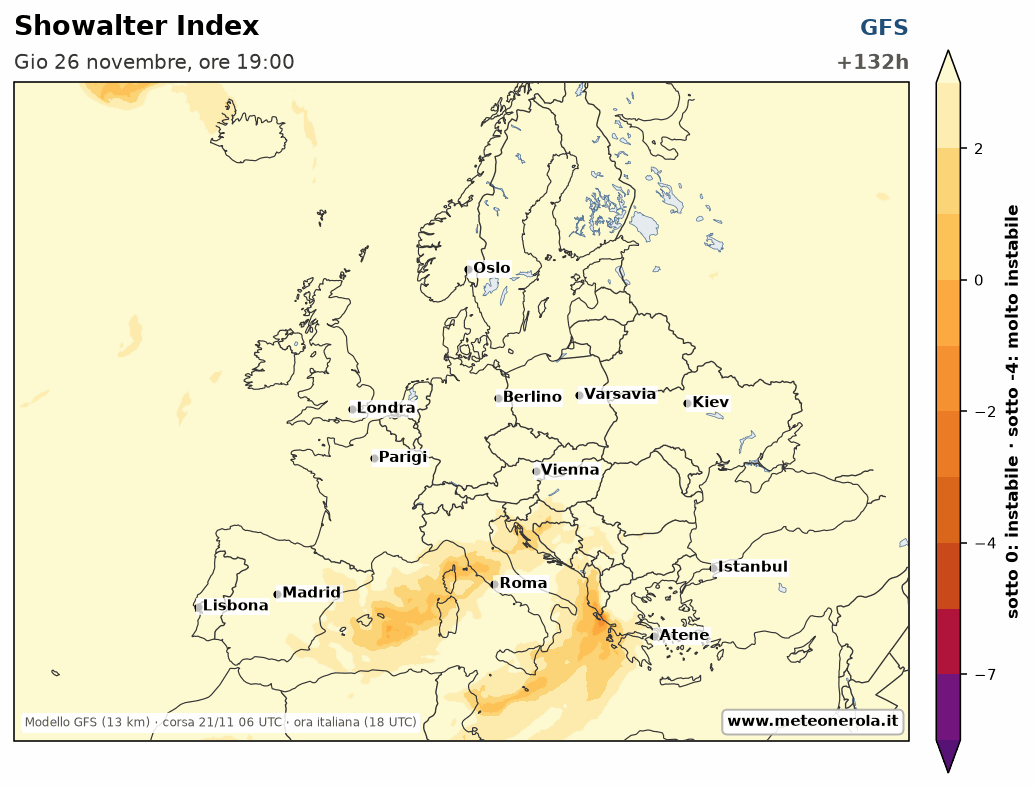 Showalter Index
GFS
Gio 26 novembre, ore 19:00
+132h
Oslo
Londra
Berlino
Varsavia
Kiev
Parigi
Vienna
Istanbul
Roma
Madrid
Lisbona
Atene
Modello GFS (13 km) · corsa 21/11 06 UTC · ora italiana (18 UTC)
www.meteonerola.it
2
0
−2
−4
−7
sotto 0: instabile · sotto -4: molto instabile